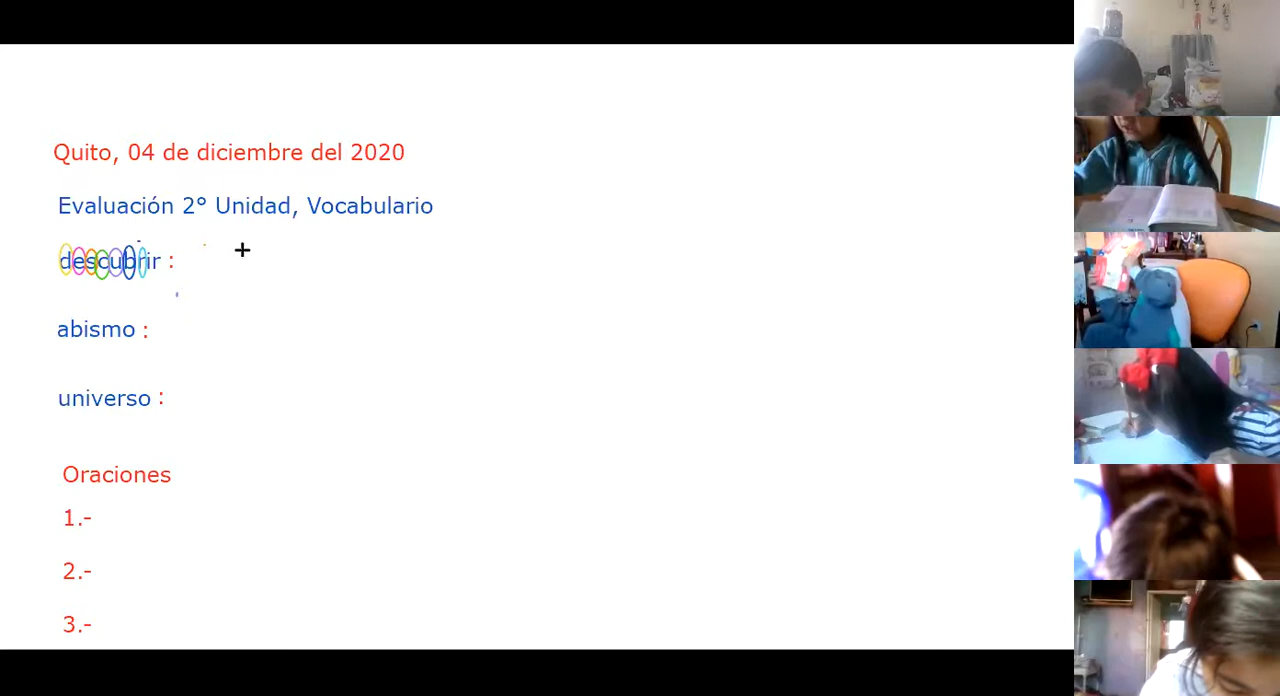 Quito, 04 de diciembre del 2020
Evaluación 2° Unidad, Vocabulario
descubrir :
abismo :
universo :
Oraciones
1.-
2.-
3.-